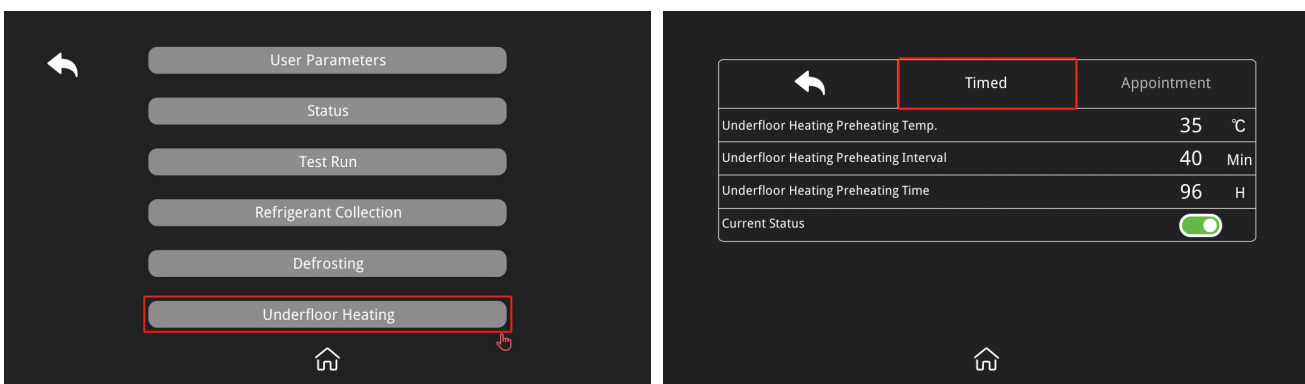 User Parameters
Status
Test Run
Refrigerant Collection
Defrosting
Underfloor Heating
Timed Appointment
Underfloor Heating Preheating Temp. 35 ℃
Underfloor Heating Preheating Interval 40 Min
Underfloor Heating Preheating Time 96 H
Current Status